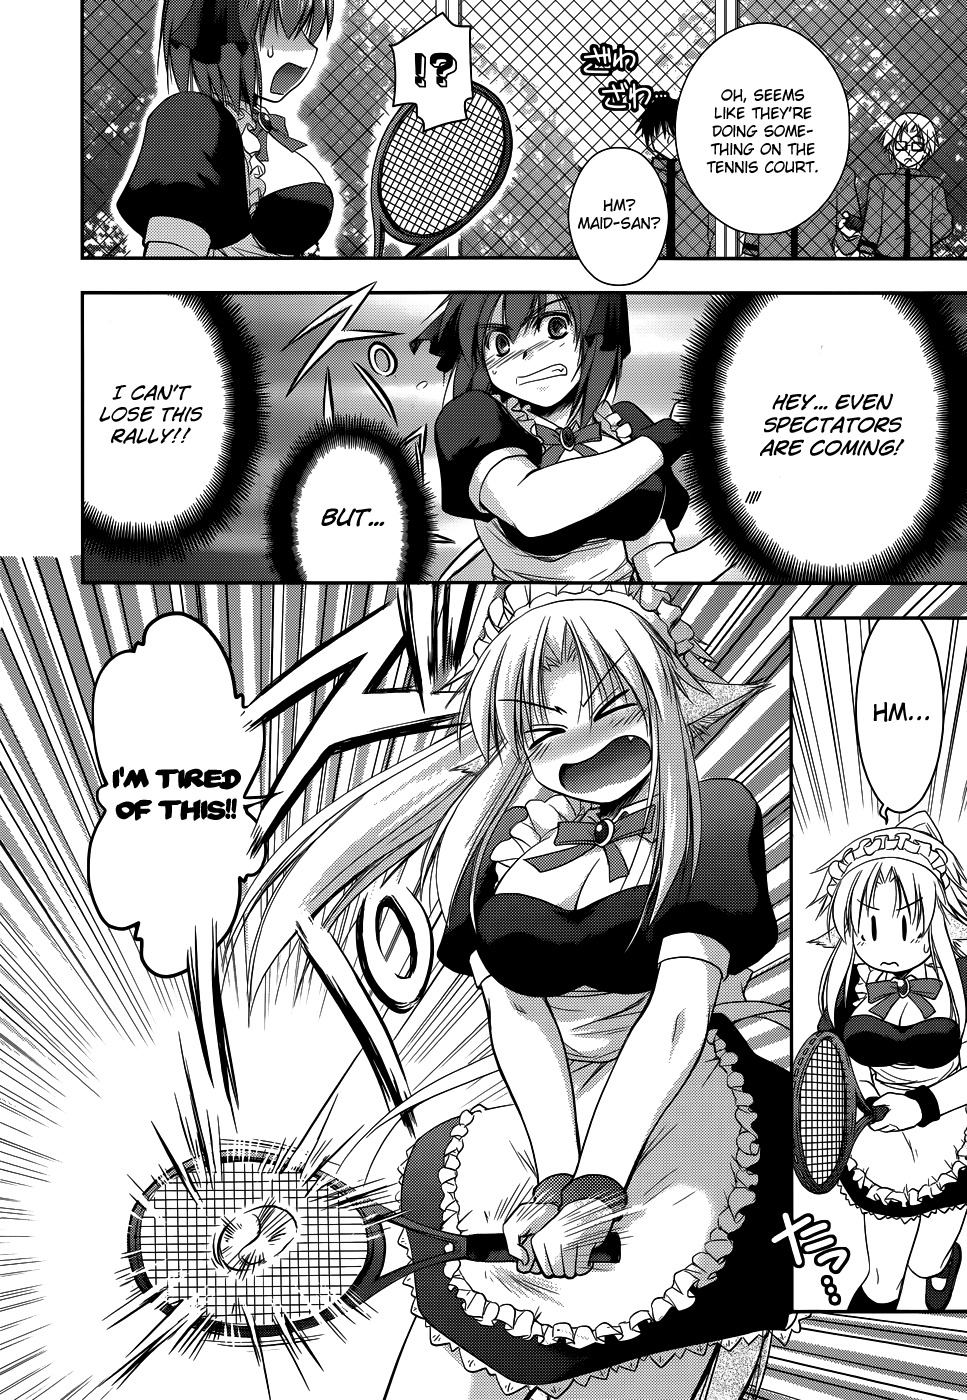 OH, SEEMS
LIKE THEY'RE
DOING SOME-
THING ON THE
TENNIS COURT.
ざわ
ざわ…
HM?
MAID-SAN?
!?
HEY... EVEN
SPECTATORS
ARE COMING!
BUT...
I CAN'T
LOSE THIS
RALLY!!
HM...
I'M TIRED
OF THIS!!